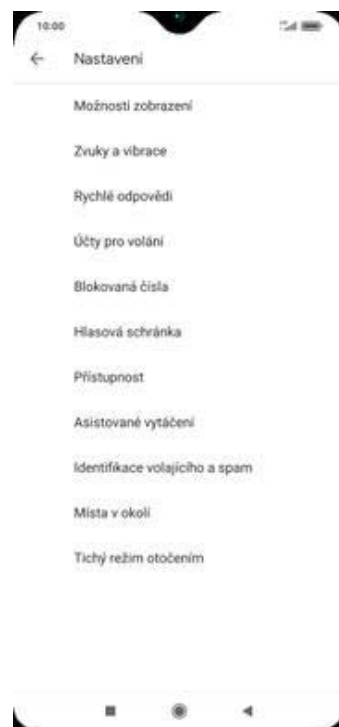 10:00
Nastavení
Možnosti zobrazení
Zvuky a vibrace
Rychlé odpovědi
Účty pro volání
Blokovaná čísla
Hlasová schránka
Přístupnost
Asistované vytáčení
Identifikace volajícího a spam
Místa v okolí
Tichý režim otočením